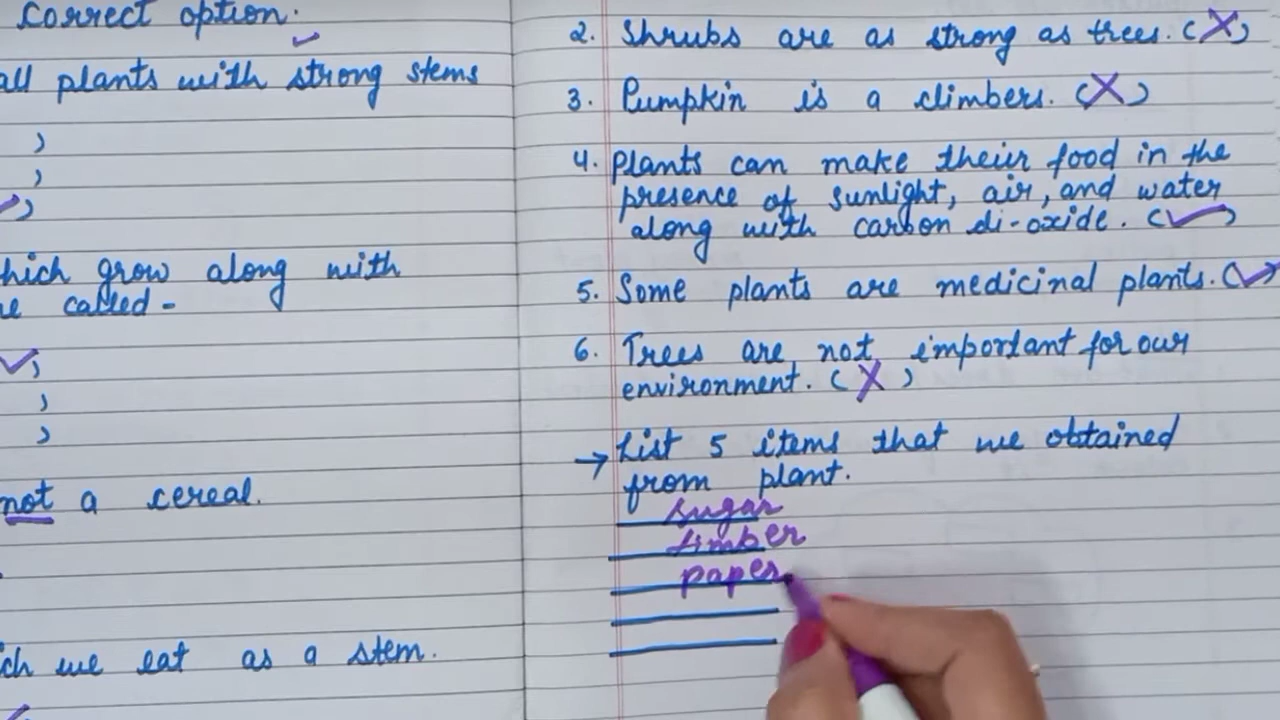 Correct option.
all plants with strong stems
)
)
✓)
which grow along with
called -
✓)
)
)
not a cereal.
we eat as a stem.
2. Shrubs are as strong as trees. (X)
3. Pumpkin is a climbers. (X)
4. Plants can make their food in the
presence of sunlight, air, and water
along with carbon di-oxide. (✓)
5. Some plants are medicinal plants. (✓)
6. Trees are not important for our
environment. (X)
→ List 5 items that we obtained
from plant.
sugar
timber
paper